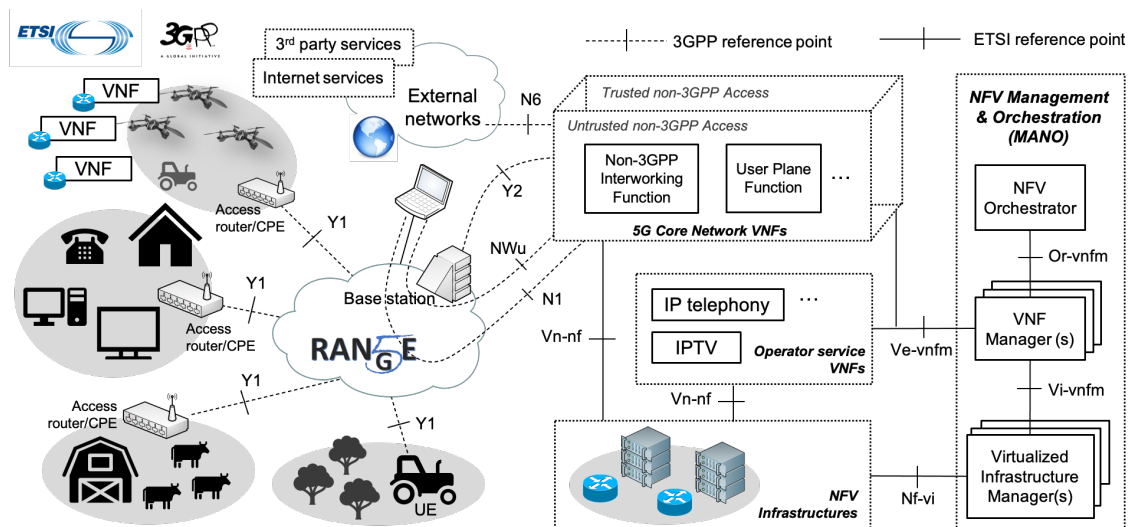 ETSI
3GPP
A GLOBAL INITIATIVE
3rd party services
Internet services
External
networks
N6
3GPP reference point
ETSI reference point
VNF
VNF
VNF
Access
router/CPE
Y1
Trusted non-3GPP Access
Untrusted non-3GPP Access
Non-3GPP
Interworking
Function
User Plane
Function
...
5G Core Network VNFs
NFV Management
& Orchestration
(MANO)
NFV
Orchestrator
Or-vnfm
VNF
Manager (s)
Vi-vnfm
Virtualized
Infrastructure
Manager(s)
Y2
NWu
N1
Base station
RAN5GE
Access
router/CPE
Y1
Access
router/CPE
Y1
Y1
UE
Vn-nf
IP telephony
...
IPTV
Operator service
VNFs
Ve-vnfm
Vn-nf
NFV
Infrastructures
Nf-vi